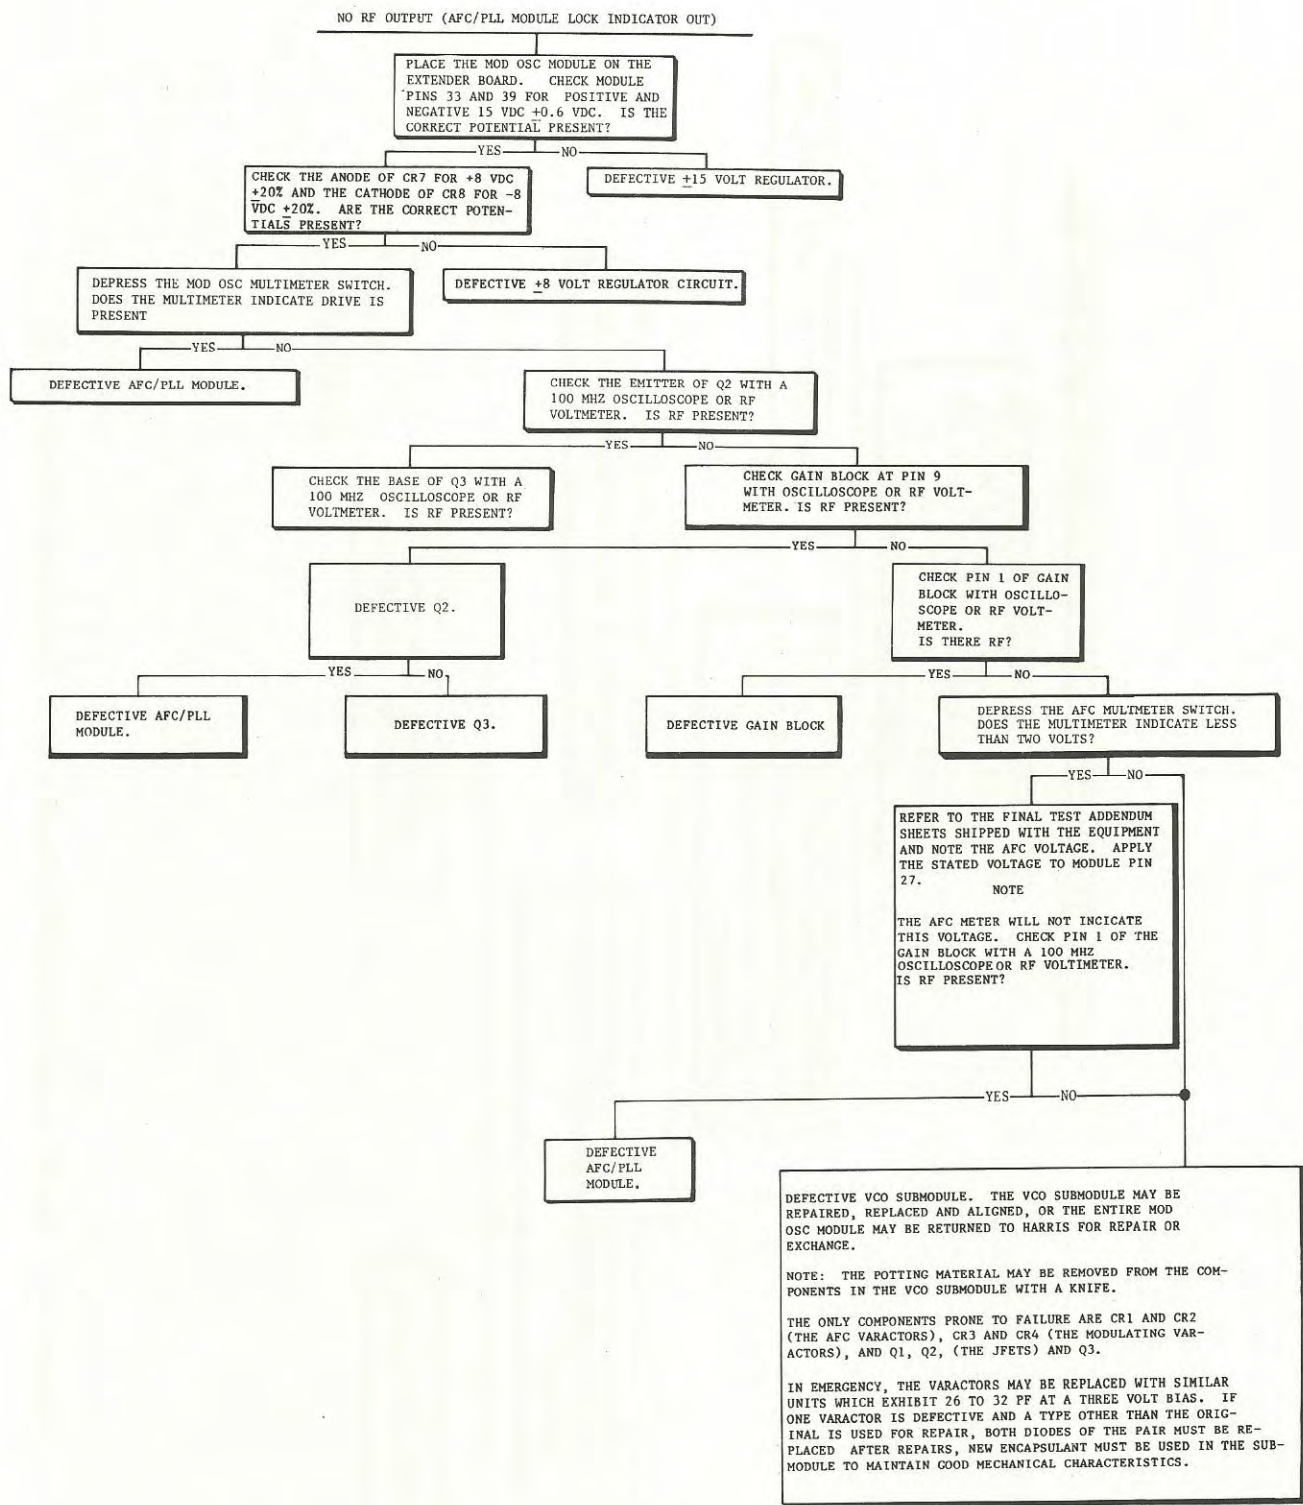 NO RF OUTPUT (AFC/PLL MODULE LOCK INDICATOR OUT)
PLACE THE MOD OSC MODULE ON THE
EXTENDER BOARD. CHECK MODULE
PINS 33 AND 39 FOR POSITIVE AND
NEGATIVE 15 VDC ±0.6 VDC. IS THE
CORRECT POTENTIAL PRESENT?
YES
NO
CHECK THE ANODE OF CR7 FOR +8 VDC
±20% AND THE CATHODE OF CR8 FOR -8
VDC ±20%. ARE THE CORRECT POTEN-
TIALS PRESENT?
DEFECTIVE ±15 VOLT REGULATOR.
YES
NO
DEPRESS THE MOD OSC MULTIMETER SWITCH.
DOES THE MULTIMETER INDICATE DRIVE IS
PRESENT
DEFECTIVE ±8 VOLT REGULATOR CIRCUIT.
YES
NO
DEFECTIVE AFC/PLL MODULE.
CHECK THE EMITTER OF Q2 WITH A
100 MHZ OSCILLOSCOPE OR RF
VOLTMETER. IS RF PRESENT?
YES
NO
CHECK THE BASE OF Q3 WITH A
100 MHZ OSCILLOSCOPE OR RF
VOLTMETER. IS RF PRESENT?
CHECK GAIN BLOCK AT PIN 9
WITH OSCILLOSCOPE OR RF VOLT-
METER. IS RF PRESENT?
YES
NO
DEFECTIVE Q2.
CHECK PIN 1 OF GAIN
BLOCK WITH OSCILLO-
SCOPE OR RF VOLT-
METER.
IS THERE RF?
YES
NO
YES
NO
DEFECTIVE AFC/PLL
MODULE.
DEFECTIVE Q3.
DEFECTIVE GAIN BLOCK
DEPRESS THE AFC MULTMETER SWITCH.
DOES THE MULTIMETER INDICATE LESS
THAN TWO VOLTS?
YES
NO
REFER TO THE FINAL TEST ADDENDUM
SHEETS SHIPPED WITH THE EQUIPMENT
AND NOTE THE AFC VOLTAGE. APPLY
THE STATED VOLTAGE TO MODULE PIN
27.
NOTE
THE AFC METER WILL NOT INCICATE
THIS VOLTAGE. CHECK PIN 1 OF THE
GAIN BLOCK WITH A 100 MHZ
OSCILLOSCOPE OR RF VOLTIMETER.
IS RF PRESENT?
YES
NO
DEFECTIVE
AFC/PLL
MODULE.
DEFECTIVE VCO SUBMODULE. THE VCO SUBMODULE MAY BE
REPAIRED, REPLACED AND ALIGNED, OR THE ENTIRE MOD
OSC MODULE MAY BE RETURNED TO HARRIS FOR REPAIR OR
EXCHANGE.
NOTE: THE POTTING MATERIAL MAY BE REMOVED FROM THE COM-
PONENTS IN THE VCO SUBMODULE WITH A KNIFE.
THE ONLY COMPONENTS PRONE TO FAILURE ARE CR1 AND CR2
(THE AFC VARACTORS), CR3 AND CR4 (THE MODULATING VAR-
ACTORS), AND Q1, Q2, (THE JFETS) AND Q3.
IN EMERGENCY, THE VARACTORS MAY BE REPLACED WITH SIMILAR
UNITS WHICH EXHIBIT 26 TO 32 PF AT A THREE VOLT BIAS. IF
ONE VARACTOR IS DEFECTIVE AND A TYPE OTHER THAN THE ORIG-
INAL IS USED FOR REPAIR, BOTH DIODES OF THE PAIR MUST BE RE-
PLACED AFTER REPAIRS, NEW ENCAPSULANT MUST BE USED IN THE SUB-
MODULE TO MAINTAIN GOOD MECHANICAL CHARACTERISTICS.